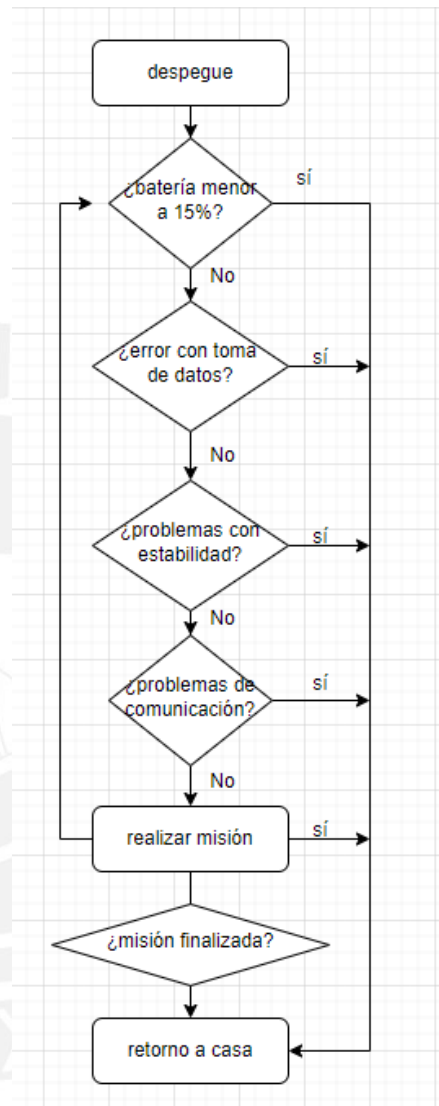 despegue
¿batería menor
a 15%?
sí
No
¿error con toma
de datos?
sí
No
¿problemas con
estabilidad?
sí
No
¿problemas de
comunicación?
sí
No
realizar misión
sí
¿misión finalizada?
retorno a casa